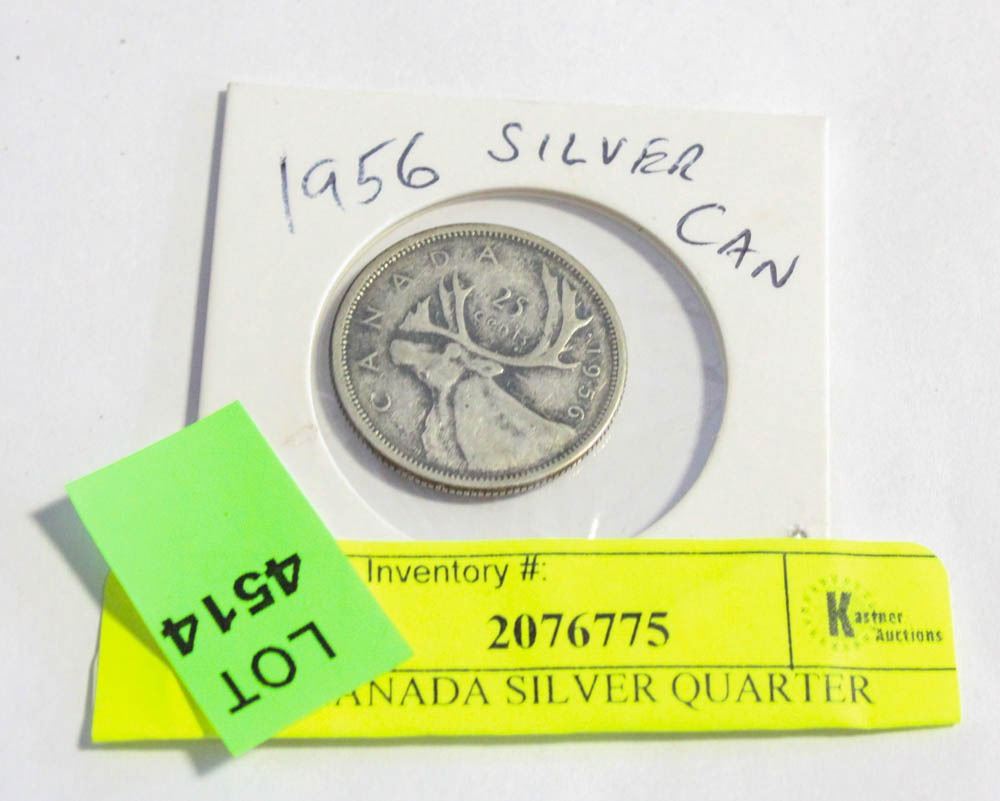 1956 SILVER CAN
CANADA
25
cents
1956
Inventory #:
2076775
Kastner
Auctions
ANADA SILVER QUARTER
LOT
4514